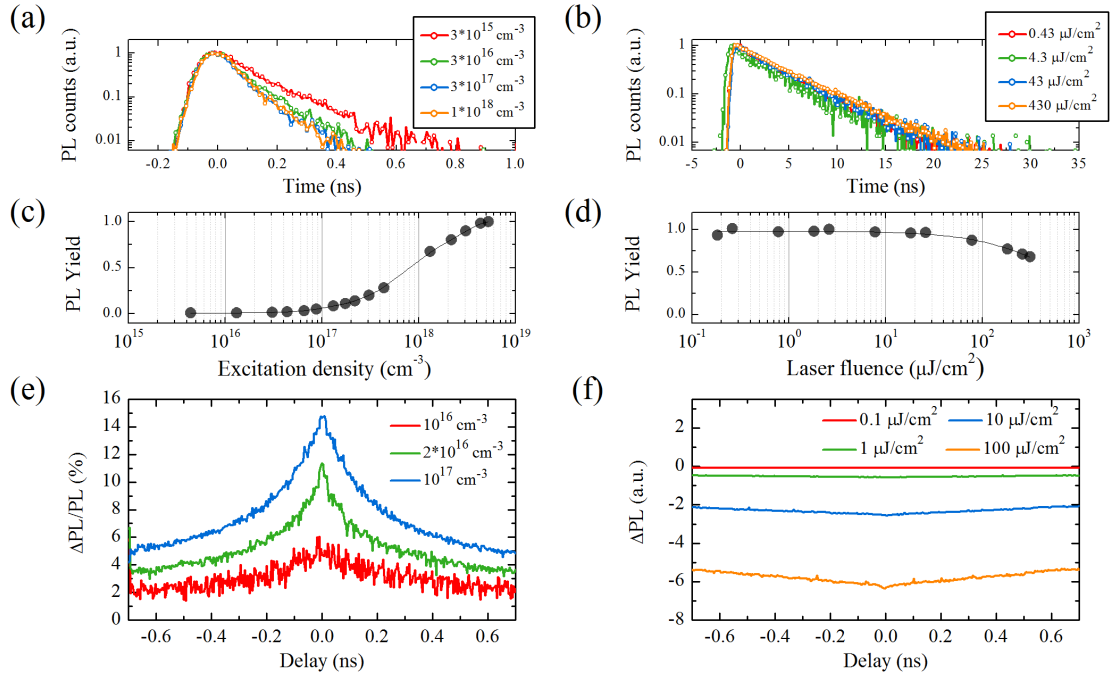 (a)
3*10^15 cm^-3
3*10^16 cm^-3
3*10^17 cm^-3
1*10^18 cm^-3
PL counts (a.u.)
1
0.1
0.01
-0.2 0.0 0.2 0.4 0.6 0.8 1.0
Time (ns)
(b)
0.43 µJ/cm^2
4.3 µJ/cm^2
43 µJ/cm^2
430 µJ/cm^2
PL counts (a.u.)
1
0.1
0.01
-5 0 5 10 15 20 25 30 35
Time (ns)
(c)
PL Yield
1.0
0.5
0.0
10^15 10^16 10^17 10^18 10^19
Excitation density (cm^-3)
(d)
PL Yield
1.0
0.5
0.0
10^-1 10^0 10^1 10^2 10^3
Laser fluence (µJ/cm^2)
(e)
ΔPL/PL (%)
16
14
12
10
8
6
4
2
0
10^16 cm^-3
2*10^16 cm^-3
10^17 cm^-3
-0.6 -0.4 -0.2 0.0 0.2 0.4 0.6
Delay (ns)
(f)
ΔPL (a.u.)
2
0
-2
-4
-6
-8
0.1 µJ/cm^2 10 µJ/cm^2
1 µJ/cm^2 100 µJ/cm^2
-0.6 -0.4 -0.2 0.0 0.2 0.4 0.6
Delay (ns)